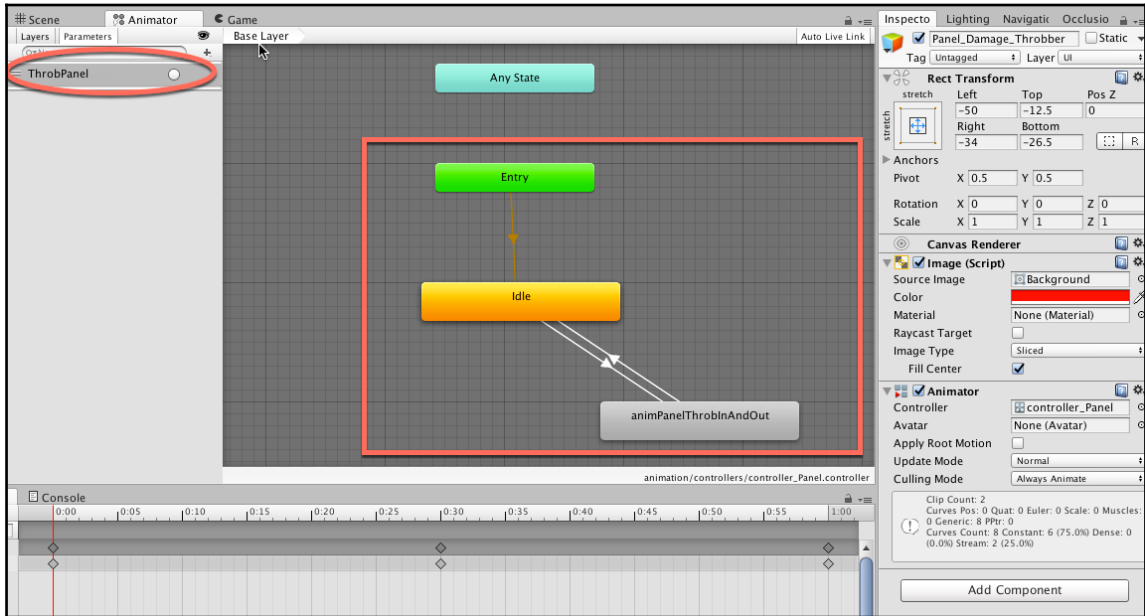 Scene Animator Game
Layers Parameters
Base Layer
Auto Live Link
ThrobPanel
Any State
Entry
Idle
animPanelThrobInAndOut
animation/controllers/controller_Panel.controller
Console
0:00 0:05 0:10 0:15 0:20 0:25 0:30 0:35 0:40 0:45 0:50 0:55 1:00
Inspecto Lighting Navigatic Occlusio
Panel_Damage_Throbber Static
Tag Untagged Layer UI
Rect Transform
stretch Left Top Pos Z
-50 -12.5 0
stretch
Right Bottom
-34 -26.5 R
Anchors
Pivot X 0.5 Y 0.5
Rotation X 0 Y 0 Z 0
Scale X 1 Y 1 Z 1
Canvas Renderer
Image (Script)
Source Image Background
Color
Material None (Material)
Raycast Target
Image Type Sliced
Fill Center
Animator
Controller controller_Panel
Avatar None (Avatar)
Apply Root Motion
Update Mode Normal
Culling Mode Always Animate
Clip Count: 2
Curves Pos: 0 Quat: 0 Euler: 0 Scale: 0 Muscles:
0 Generic: 8 PPtr: 0
Curves Count: 8 Constant: 6 (75.0%) Dense: 0
(0.0%) Stream: 2 (25.0%)
Add Component